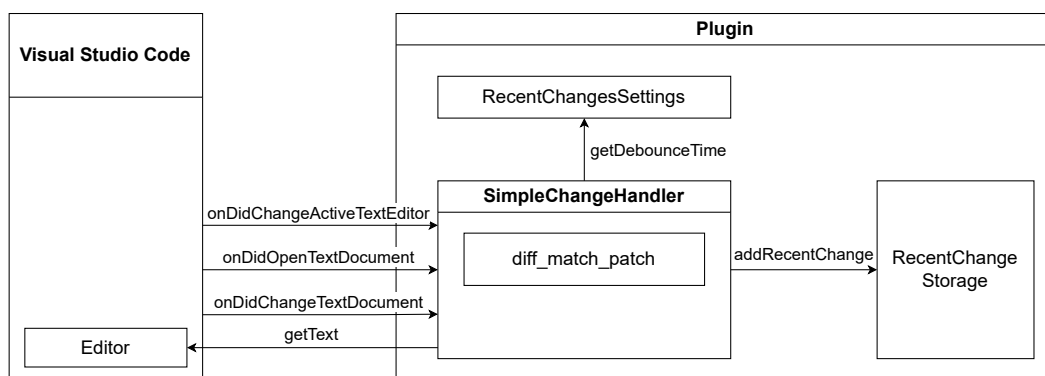 Visual Studio Code
Plugin
RecentChangesSettings
getDebounceTime
SimpleChangeHandler
diff_match_patch
onDidChangeActiveTextEditor
onDidOpenTextDocument
onDidChangeTextDocument
getText
Editor
addRecentChange
RecentChange
Storage